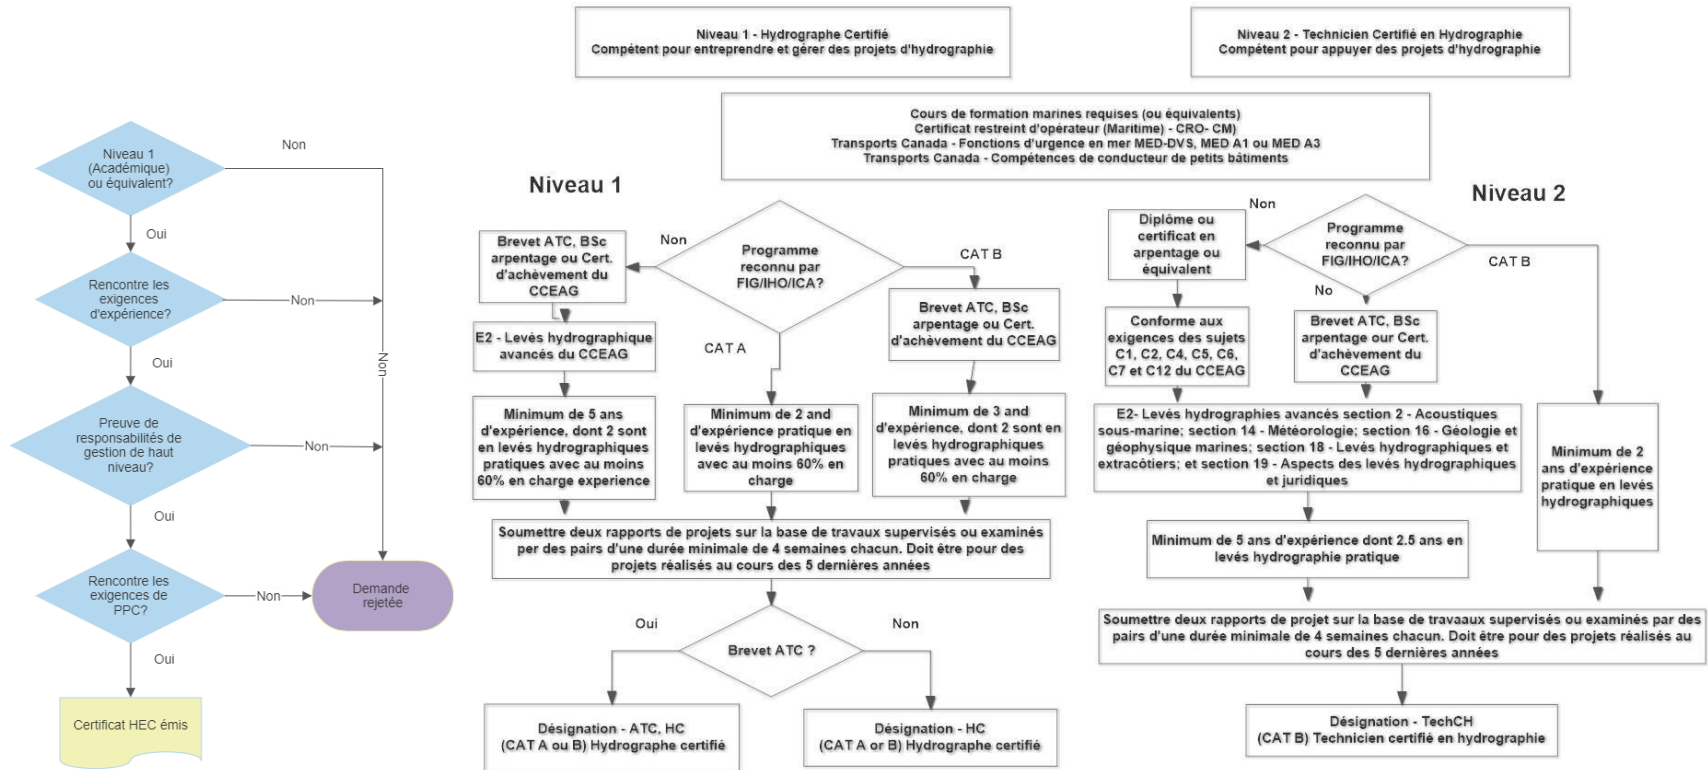 Niveau 1
(Académique)
ou équivalent?
Non
Oui
Rencontre les
exigences
d'expérience?
Non
Non
Oui
Preuve de
responsabilités de
gestion de haut
niveau?
Non
Oui
Rencontre les
exigences de
PPC?
Non
Demande
rejetée
Oui
Certificat HEC émis
Niveau 1 - Hydrographe Certifié
Compétent pour entreprendre et gérer des projets d'hydrographie
Niveau 2 - Technicien Certifié en Hydrographie
Compétent pour appuyer des projets d'hydrographie
Cours de formation marines requises (ou équivalents)
Certificat restreint d'opérateur (Maritime) - CRO- CM)
Transports Canada - Fonctions d'urgence en mer MED-DVS, MED A1 ou MED A3
Transports Canada - Compétences de conducteur de petits bâtiments
Niveau 1
Programme
reconnu par
FIG/IHO/ICA?
Non
CAT B
CAT A
Brevet ATC, BSc
arpentage ou Cert.
d'achèvement du
CCEAG
E2 - Levés hydrographique
avancés du CCEAG
Brevet ATC, BSc
arpentage ou Cert.
d'achèvement du CCEAG
Minimum de 5 ans
d'expérience, dont 2 sont
en levés hydrographiques
pratiques avec au moins
60% en charge experience
Minimum de 2 and
d'expérience pratique en
levés hydrographiques
avec au moins 60% en
charge
Minimum de 3 and
d'expérience, dont 2 sont en
levés hydrographiques
pratiques avec au moins
60% en charge
Soumettre deux rapports de projets sur la base de travaux supervisés ou examinés
per des pairs d'une durée minimale de 4 semaines chacun. Doit être pour des
projets réalisés au cours des 5 dernières années
Oui
Non
Brevet ATC ?
Désignation - ATC, HC
(CAT A ou B) Hydrographe certifié
Désignation - HC
(CAT A or B) Hydrographe certifié
Niveau 2
Programme
reconnu par
FIG/IHO/ICA?
Non
CAT B
No
Diplôme ou
certificat en
arpentage ou
équivalent
Conforme aux
exigences des sujets
C1, C2, C4, C5, C6,
C7 et C12 du CCEAG
Brevet ATC, BSc
arpentage our Cert.
d'achèvement du
CCEAG
E2- Levés hydrographies avancés section 2 - Acoustiques
sous-marine; section 14 - Météorologie; section 16 - Géologie et
géophysique marines; section 18 - Levés hydrographiques et
extracôtiers; et section 19 - Aspects des levés hydrographiques
et juridiques
Minimum de 2
ans d'expérience
pratique en levés
hydrographiques
Minimum de 5 ans d'expérience dont 2.5 ans en
levés hydrographie pratique
Soumettre deux rapports de projet sur la base de travaaux supervisés ou examinés par des
pairs d'une durée minimale de 4 semaines chacun. Doit être pour des projets réalisés au
cours des 5 dernières années
Désignation - TechCH
(CAT B) Technicien certifié en hydrographie